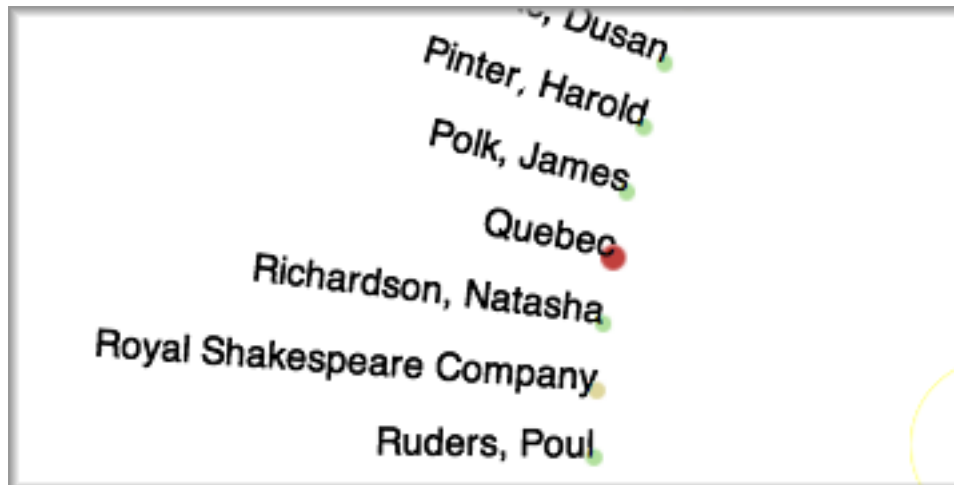 Dusan
Pinter, Harold
Polk, James
Quebec
Richardson, Natasha
Royal Shakespeare Company
Ruders, Poul